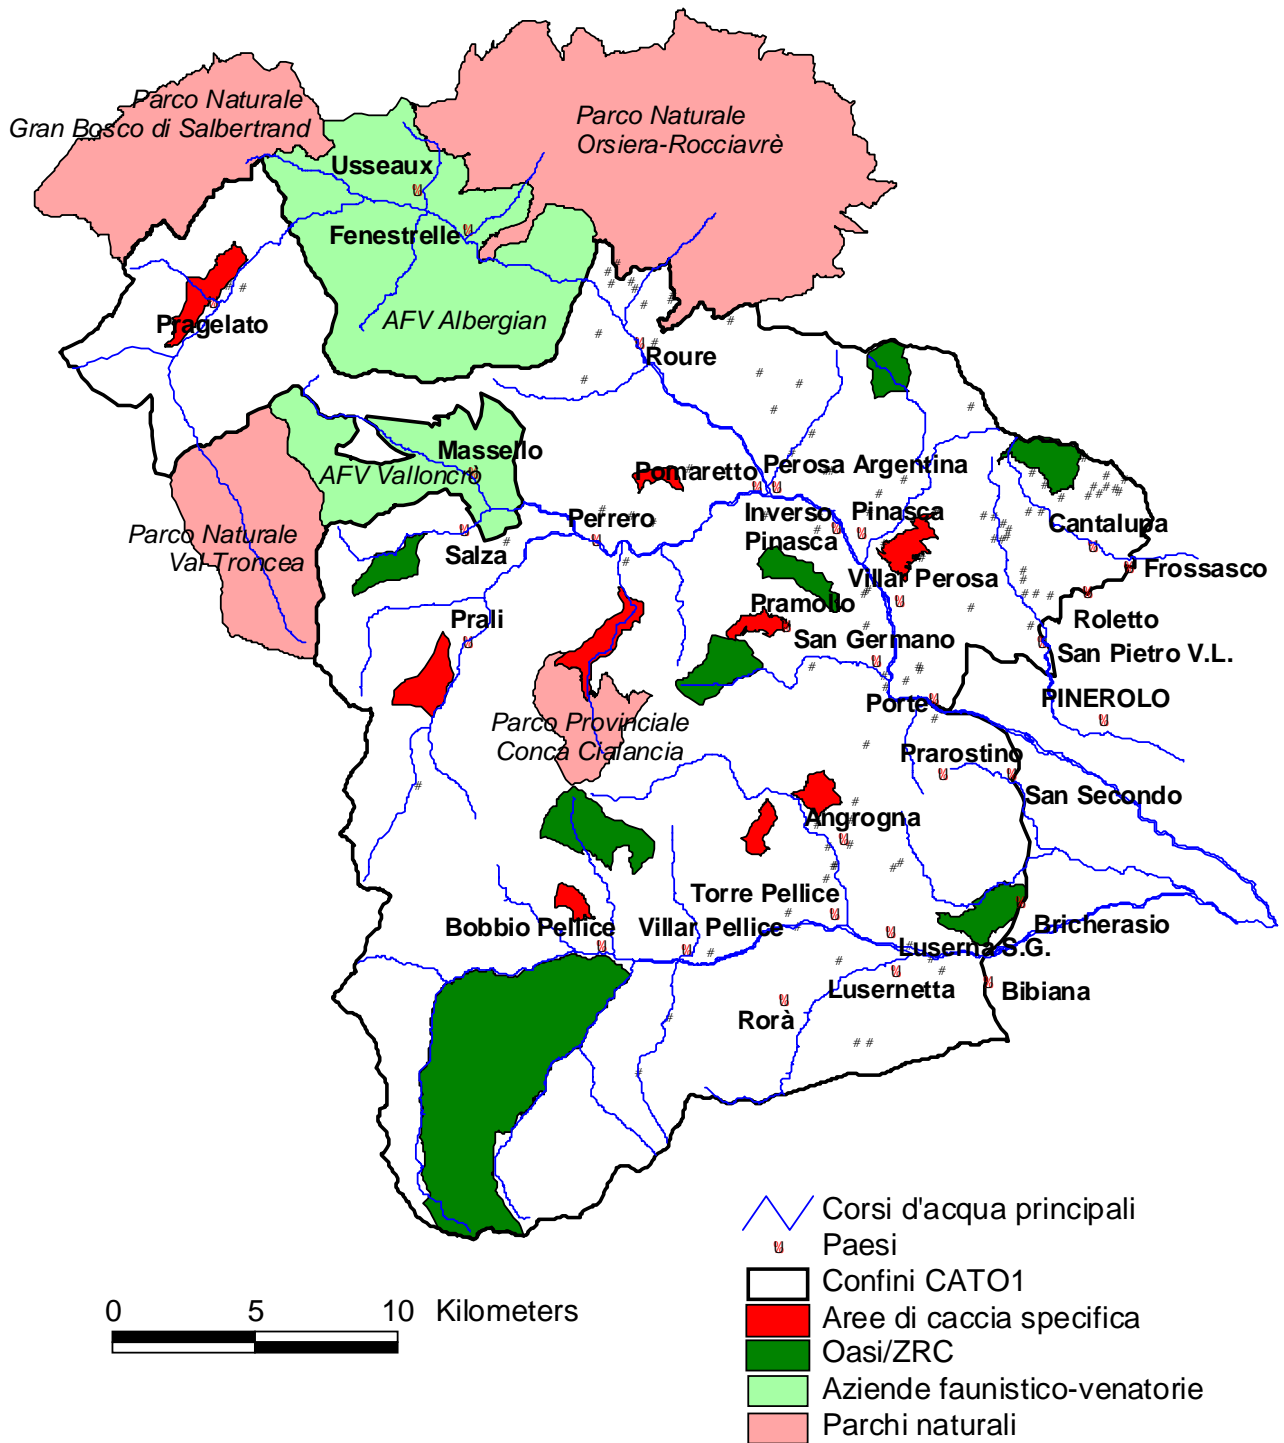 Parco Naturale
Gran Bosco di Salbertrand
Parco Naturale
Orsiera-Rocciavrè
Usseaux
Fenestrelle
AFV Albergian
Pragelato
Roure
Massello
AFV Valloncrò
Pomaretto
Perosa Argentina
Perrero
Inverso
Pinasca
Pinasca
Cantalupa
Parco Naturale
Val Troncea
Salza
Villar Perosa
Frossasco
Prali
Pramollo
Roletto
San Germano
San Pietro V.L.
Porte
PINEROLO
Parco Provinciale
Conca Cialancia
Prarostino
San Secondo
Angrogna
Torre Pellice
Bobbio Pellice
Villar Pellice
Bricherasio
Luserna S.G.
Lusernetta
Bibiana
Rorà
Corsi d'acqua principali
Paesi
Confini CATO1
Aree di caccia specifica
Oasi/ZRC
Aziende faunistico-venatorie
Parchi naturali
0 5 10 Kilometers